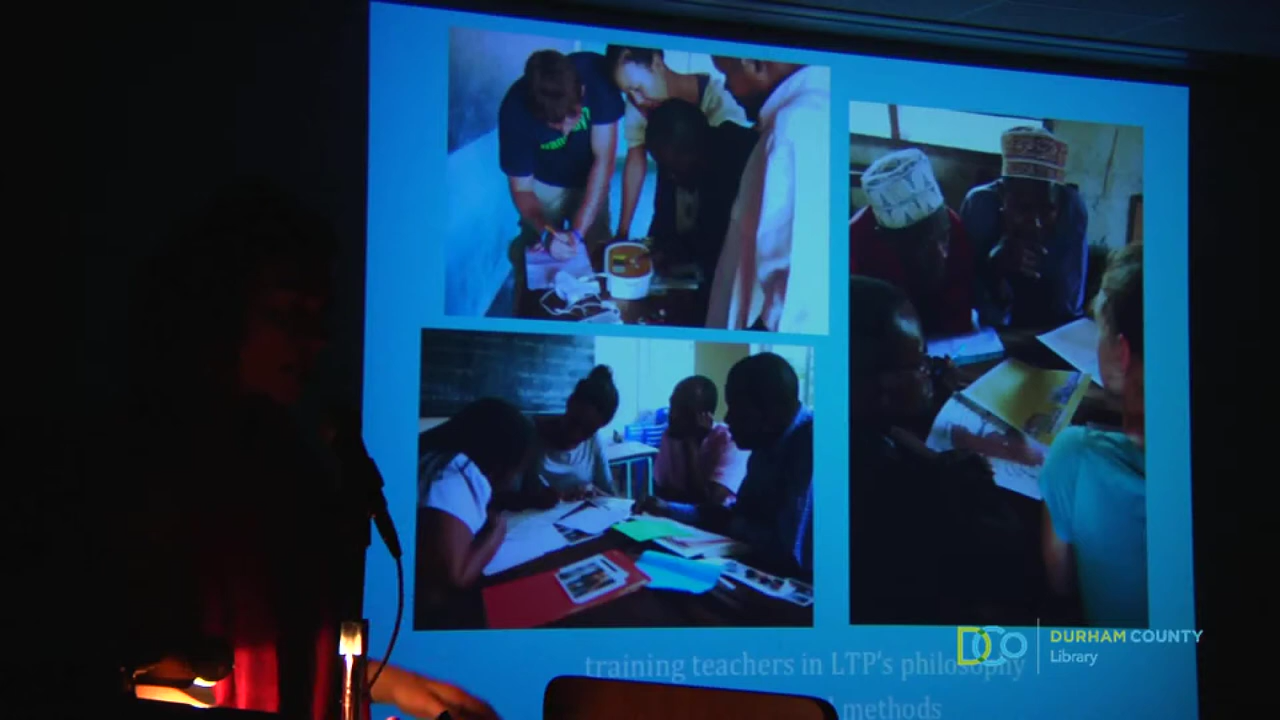 DCo
DURHAM COUNTY
Library
training teachers in LTP's philosophy
methods